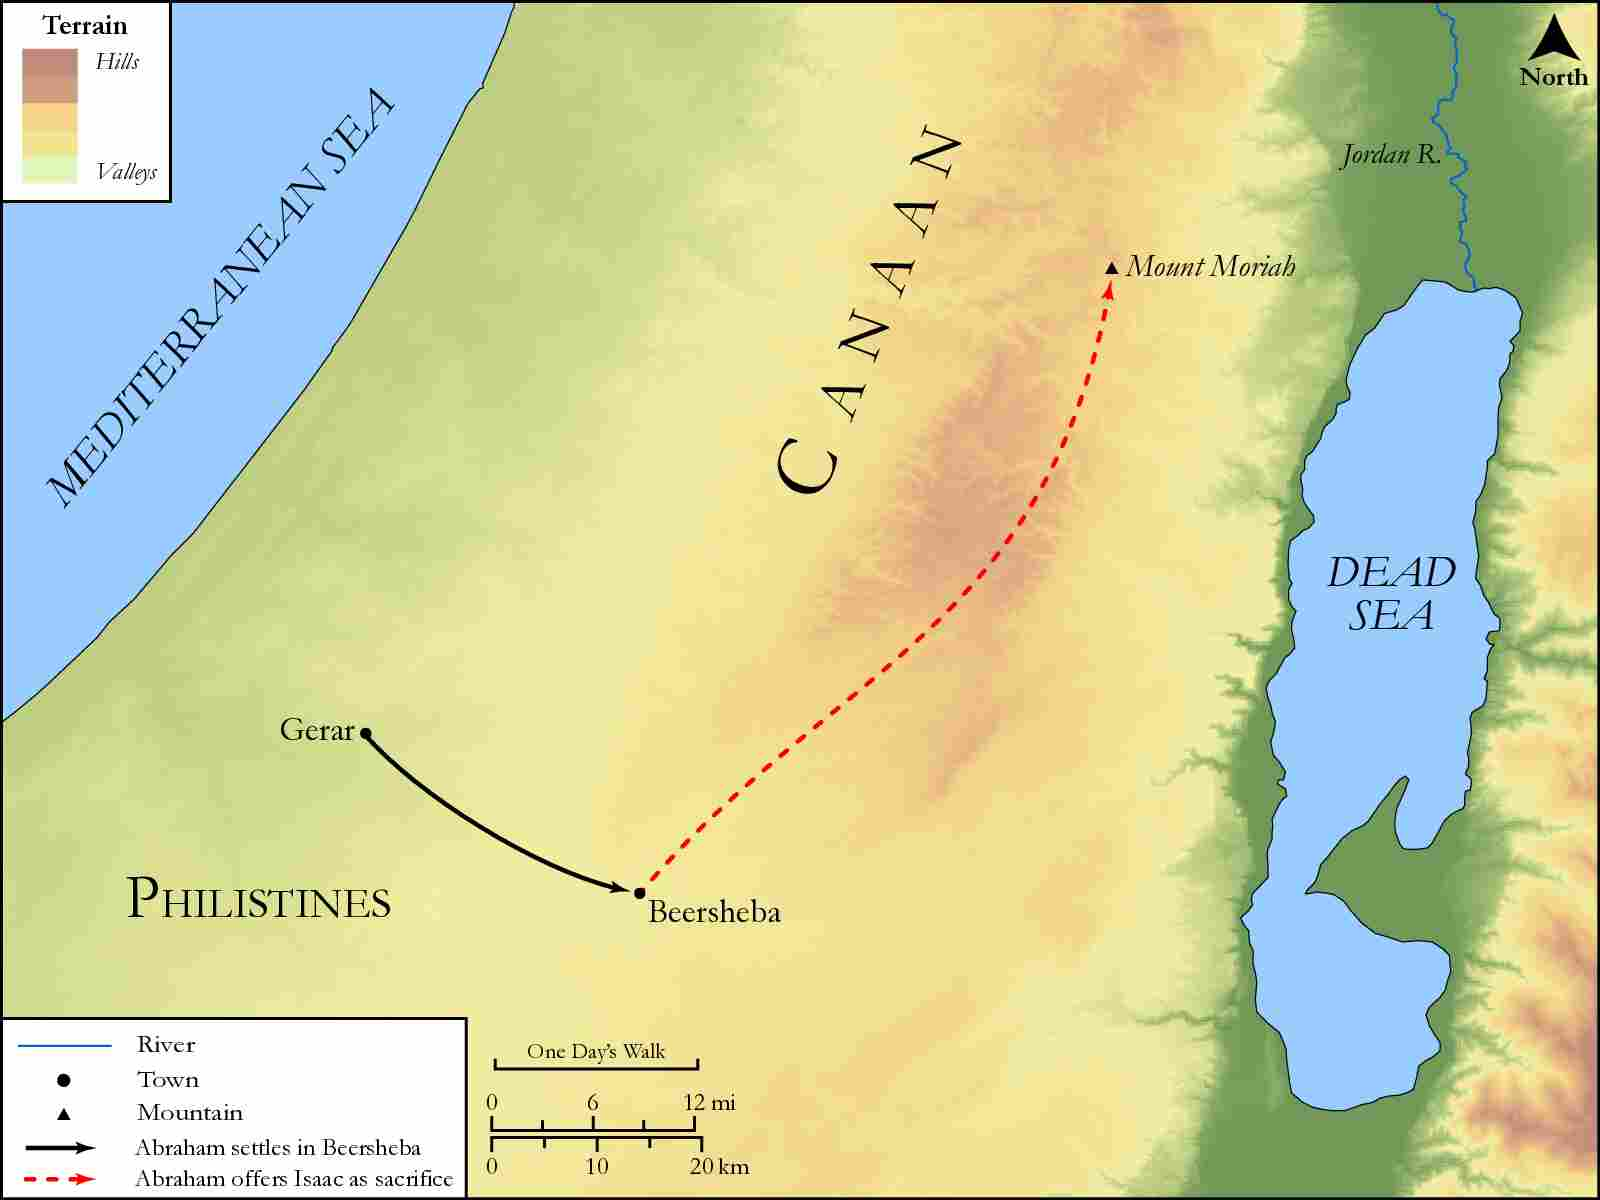 Terrain
Hills
Valleys
North
MEDITERRANEAN SEA
CANAAN
Jordan R.
Mount Moriah
DEAD
SEA
Gerar
Beersheba
PHILISTINES
River
Town
Mountain
Abraham settles in Beersheba
Abraham offers Isaac as sacrifice
One Day's Walk
0 6 12 mi
0 10 20 km